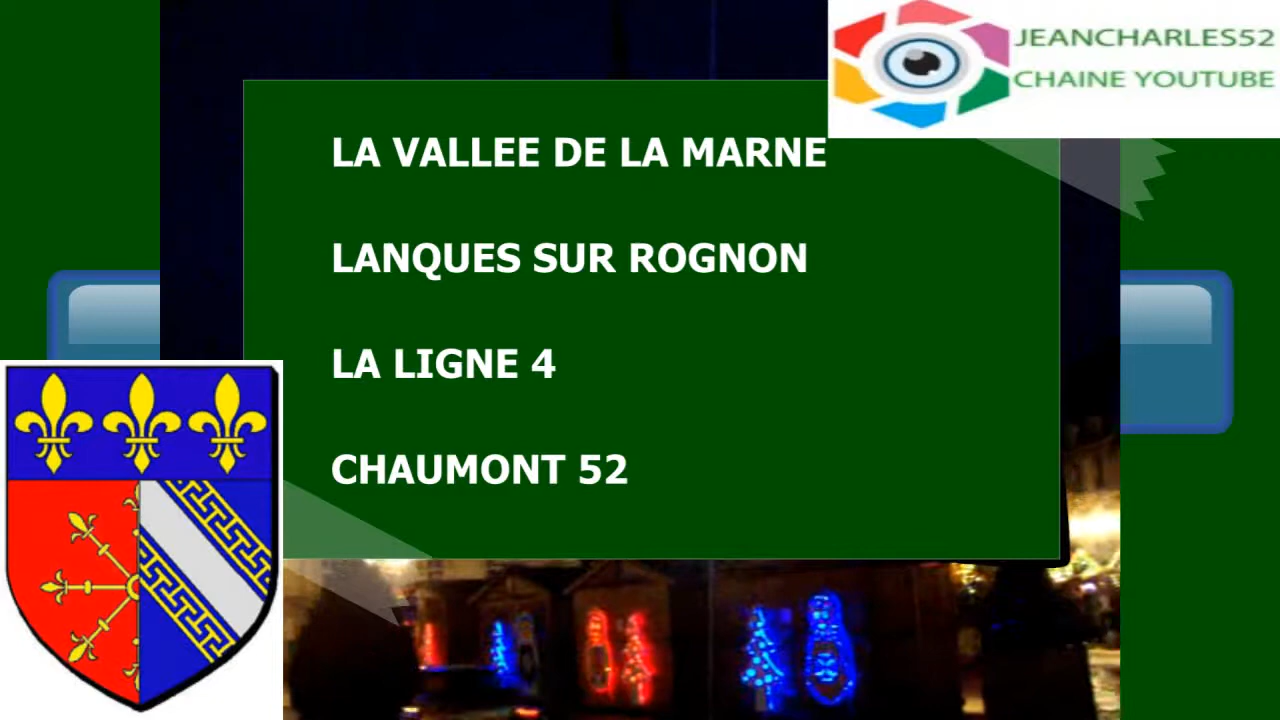 JEANCHARLES52
CHAINE YOUTUBE
LA VALLEE DE LA MARNE
LANQUES SUR ROGNON
LA LIGNE 4
CHAUMONT 52